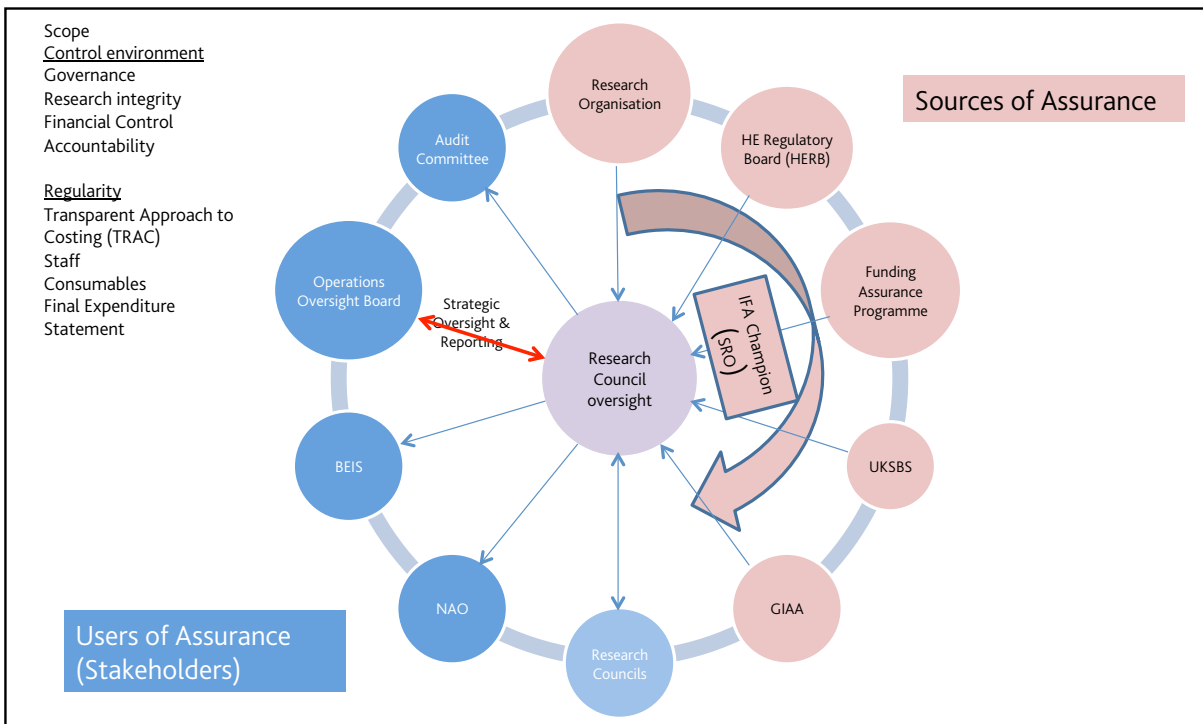 Scope
Control environment
Governance
Research integrity
Financial Control
Accountability
Regularity
Transparent Approach to
Costing (TRAC)
Staff
Consumables
Final Expenditure
Statement
Sources of Assurance
Research
Organisation
HE Regulatory
Board (HERB)
Funding
Assurance
Programme
UKSBS
GIAA
Research
Councils
NAO
BEIS
Operations
Oversight Board
Audit
Committee
Strategic
Oversight &
Reporting
Research
Council
oversight
IFA Champion
(SRO)
Users of Assurance
(Stakeholders)